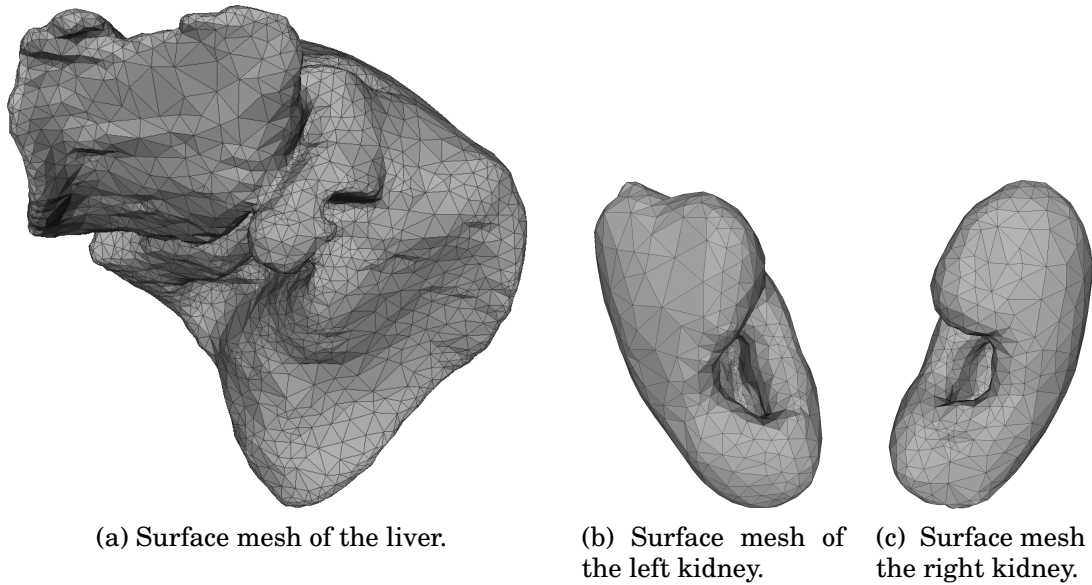 (a) Surface mesh of the liver.
(b) Surface mesh of
the left kidney.
(c) Surface mesh
the right kidney.